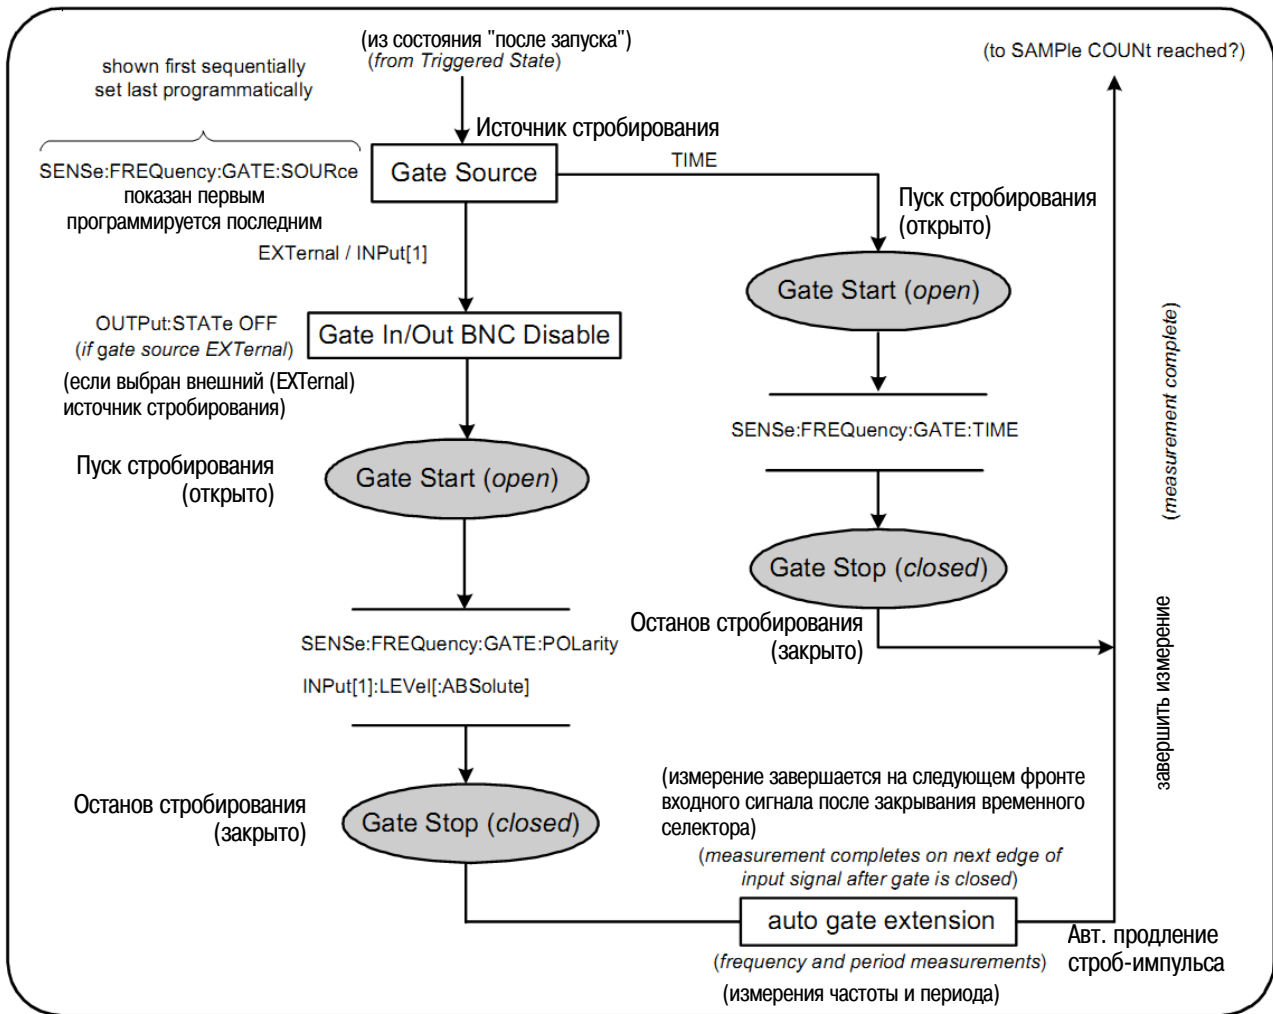 (из состояния "после запуска")
(from Triggered State)
(to SAMPle COUNt reached?)
shown first sequentially
set last programmatically
Источник стробирования
SENSe:FREQuency:GATE:SOURce
Gate Source
TIME
показан первым
программируется последним
Пуск стробирования
(открыто)
EXTernal / INPut[1]
Gate Start (open)
OUTPut:STATe OFF
(if gate source EXTernal)
Gate In/Out BNC Disable
(если выбран внешний (EXTernal)
источник стробирования)
SENSe:FREQuency:GATE:TIME
(measurement complete)
Пуск стробирования
(открыто)
Gate Start (open)
Gate Stop (closed)
Останов стробирования
(закрыто)
завершить измерение
SENSe:FREQuency:GATE:POLarity
INPut[1]:LEVel[:ABSolute]
Останов стробирования
(закрыто)
Gate Stop (closed)
(измерение завершается на следующем фронте
входного сигнала после закрывания временного
селектора)
(measurement completes on next edge of
input signal after gate is closed)
auto gate extension
Авт. продление
строб-импульса
(frequency and period measurements)
(измерения частоты и периода)